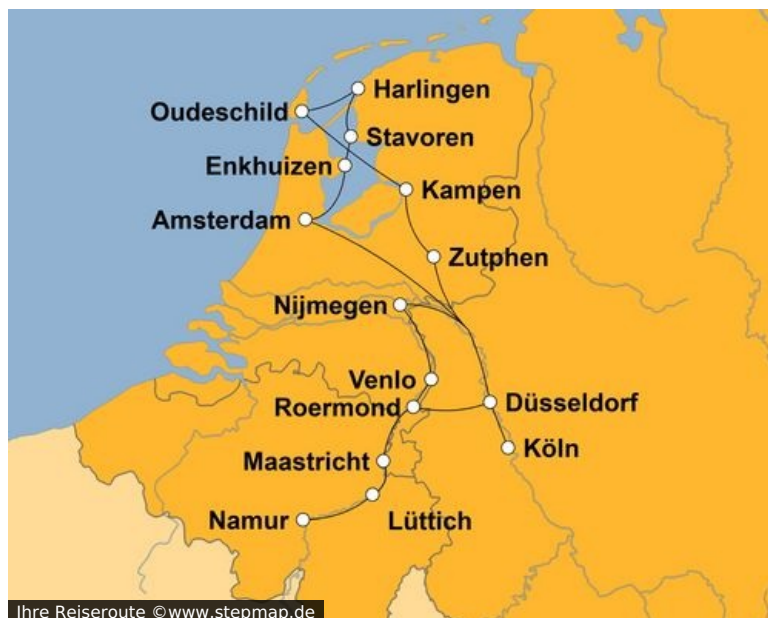 Harlingen
Oudeschild
Stavoren
Enkhuizen
Kampen
Amsterdam
Zutphen
Nijmegen
Venlo
Roermond
Düsseldorf
Köln
Maastricht
Namur
Lüttich
Ihre Reiseroute ©www.stepmap.de